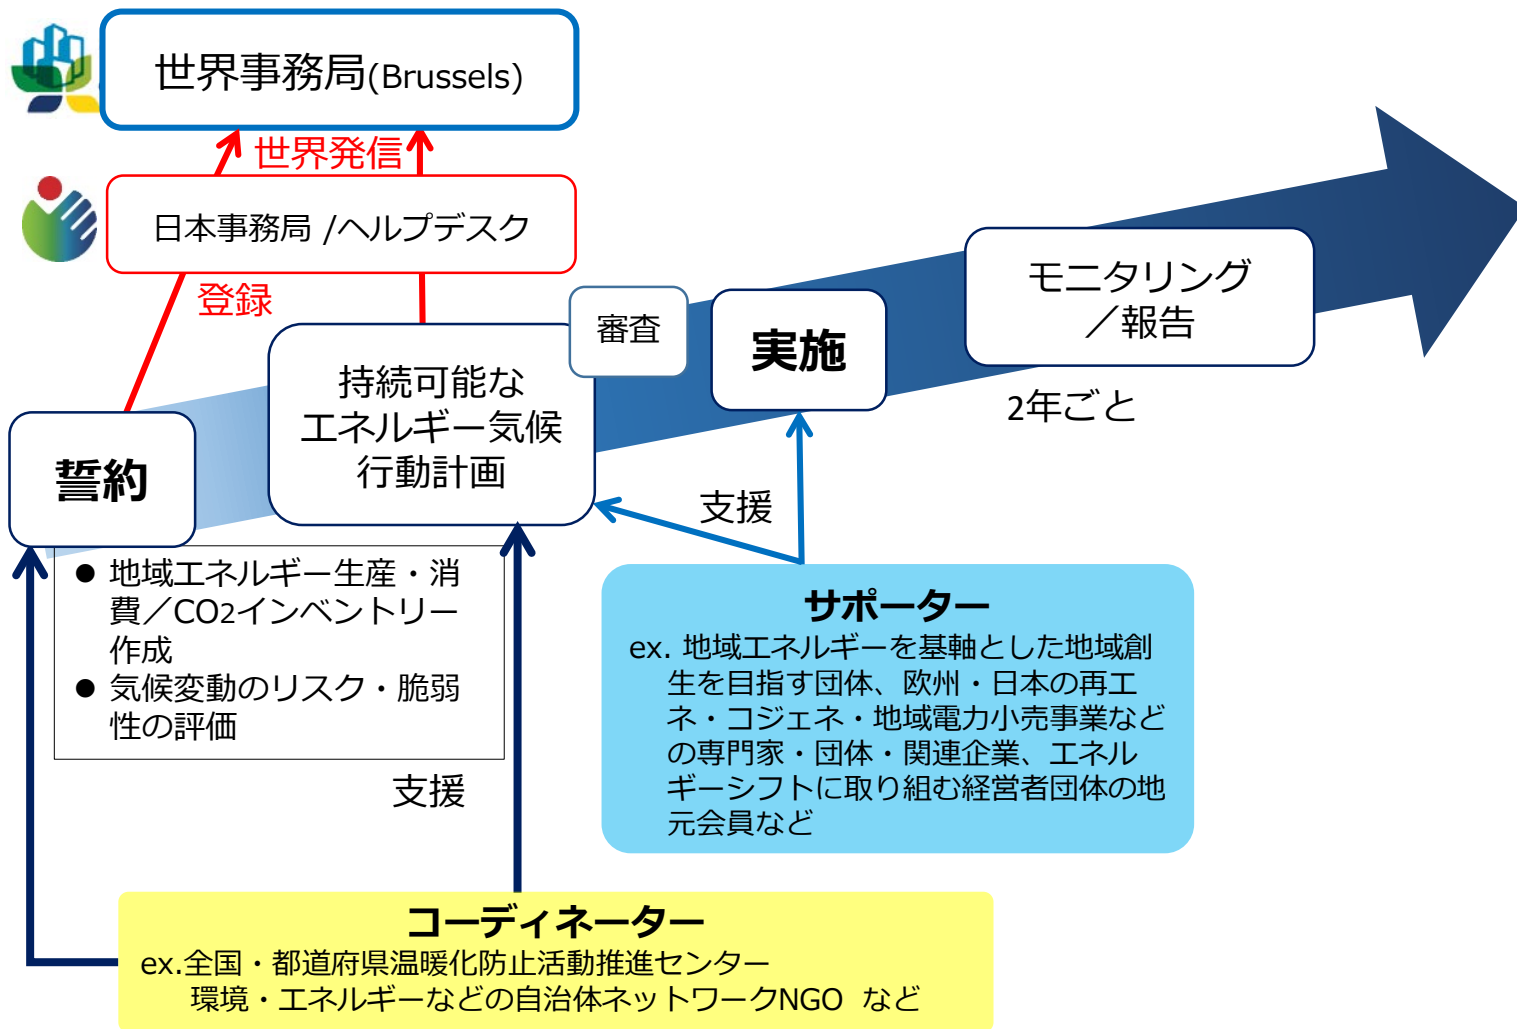 世界事務局(Brussels)
世界発信
日本事務局 /ヘルプデスク
登録
誓約
持続可能な
エネルギー気候
行動計画
審査
実施
モニタリング
／報告
2年ごと
● 地域エネルギー生産・消
費／CO2インベントリー
作成
● 気候変動のリスク・脆弱
性の評価
支援
支援
サポーター
ex. 地域エネルギーを基軸とした地域創
生を目指す団体、欧州・日本の再エ
ネ・コジェネ・地域電力小売事業など
の専門家・団体・関連企業、エネル
ギーシフトに取り組む経営者団体の地
元会員など
コーディネーター
ex.全国・都道府県温暖化防止活動推進センター
環境・エネルギーなどの自治体ネットワークNGO など